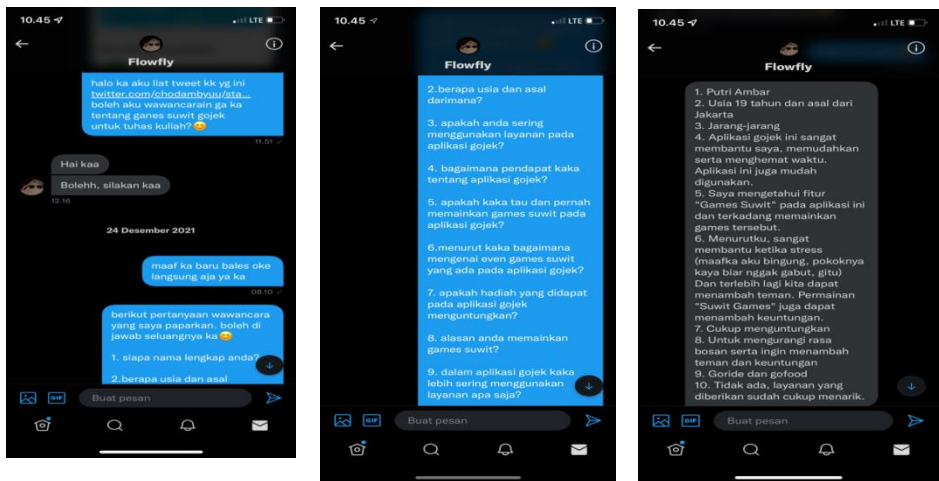 10.45
LTE
Flowfly
halo ka aku liat tweet kk yg ini
twitter.com/chodambyuu/sta...
boleh aku wawancarain ga ka
tentang ganes suwit gojek
untuk tuhas kuliah?😊
11.51 ✓
Hai kaa
Bolehh, silakan kaa
12.16
24 Desember 2021
maaf ka baru bales oke
langsung aja ya ka
08.10 ✓
berikut pertanyaan wawancara
yang saya paparkan. boleh di
jawab seluangnya ka😊
1. siapa nama lengkap anda?
2.berapa usia dan asal
GIF
Buat pesan
10.45
LTE
Flowfly
2.berapa usia dan asal
darimana?
3. apakah anda sering
menggunakan layanan pada
aplikasi gojek?
4. bagaimana pendapat kaka
tentang aplikasi gojek?
5. apakah kaka tau dan pernah
memainkan games suwit pada
aplikasi gojek?
6.menurut kaka bagaimana
mengenai even games suwit
yang ada pada aplikasi gojek?
7. apakah hadiah yang didapat
pada aplikasi gojek
menguntungkan?
8. alasan anda memainkan
games suwit?
9. dalam aplikasi gojek kaka
lebih sering menggunakan
layanan apa saja?
GIF
Buat pesan
10.45
LTE
Flowfly
1. Putri Ambar
2. Usia 19 tahun dan asal dari
Jakarta
3. Jarang-jarang
4. Aplikasi gojek ini sangat
membantu saya, memudahkan
serta menghemat waktu.
Aplikasi ini juga mudah
digunakan.
5. Saya mengetahui fitur
"Games Suwit" pada aplikasi ini
dan terkadang memainkan
games tersebut.
6. Menurutku, sangat
membantu ketika stress
(maafka aku bingung, pokoknya
kaya biar nggak gabut, gitu)
Dan terlebih lagi kita dapat
menambah teman. Permainan
"Suwit Games" juga dapat
menambah keuntungan.
7. Cukup menguntungkan
8. Untuk mengurangi rasa
bosan serta ingin menambah
teman dan keuntungan
9. Goride dan gofood
10. Tidak ada, layanan yang
diberikan sudah cukup menarik.
GIF
Buat pesan